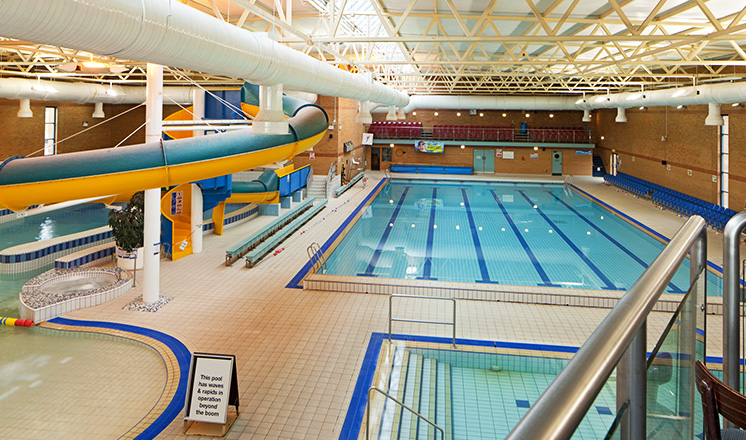 This pool
has waves
& rapids in
operation
beyond
the boom